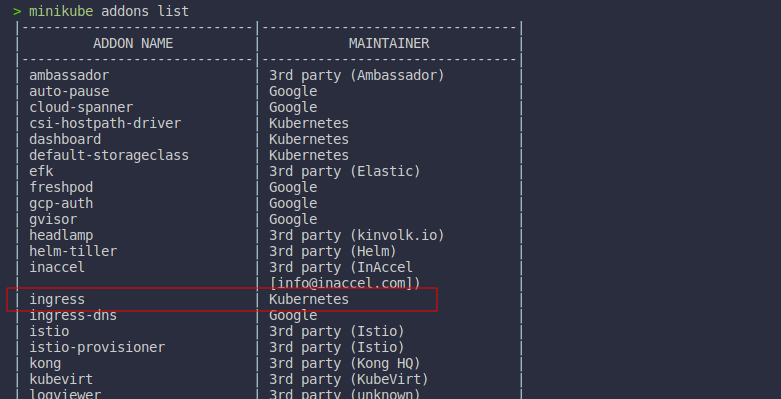 > minikube addons list
|-----------------------------|--------------------------------|
|         ADDON NAME          |           MAINTAINER           |
|-----------------------------|--------------------------------|
| ambassador                  | 3rd party (Ambassador)         |
| auto-pause                  | Google                         |
| cloud-spanner               | Google                         |
| csi-hostpath-driver         | Kubernetes                     |
| dashboard                   | Kubernetes                     |
| default-storageclass        | Kubernetes                     |
| efk                         | 3rd party (Elastic)            |
| freshpod                    | Google                         |
| gcp-auth                    | Google                         |
| gvisor                      | Google                         |
| headlamp                    | 3rd party (kinvolk.io)         |
| helm-tiller                 | 3rd party (Helm)               |
| inaccel                     | 3rd party (InAccel             |
|                             | [info@inaccel.com])            |
| ingress                     | Kubernetes                     |
| ingress-dns                 | Google                         |
| istio                       | 3rd party (Istio)              |
| istio-provisioner           | 3rd party (Istio)              |
| kong                        | 3rd party (Kong HQ)            |
| kubevirt                    | 3rd party (KubeVirt)           |
| logviewer                   | 3rd party (unknown)            |